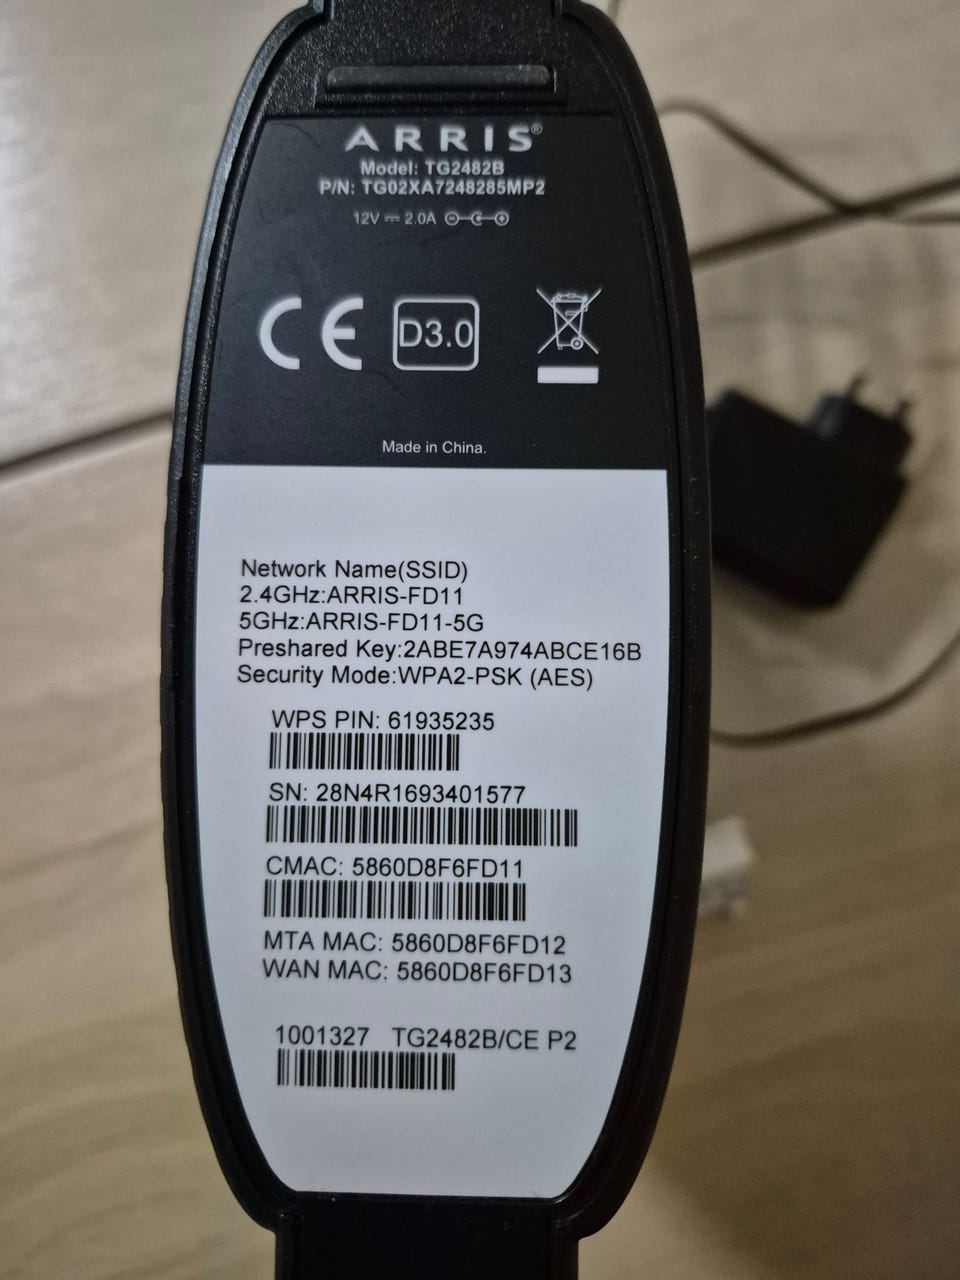 ARRIS®
Model: TG2482B
P/N: TG02XA7248285MP2
12V ⎓ 2.0A
CE
D3.0
Made in China.
Network Name(SSID)
2.4GHz:ARRIS-FD11
5GHz:ARRIS-FD11-5G
Preshared Key:2ABE7A974ABCE16B
Security Mode:WPA2-PSK (AES)
WPS PIN: 61935235
SN: 28N4R1693401577
CMAC: 5860D8F6FD11
MTA MAC: 5860D8F6FD12
WAN MAC: 5860D8F6FD13
1001327 TG2482B/CE P2